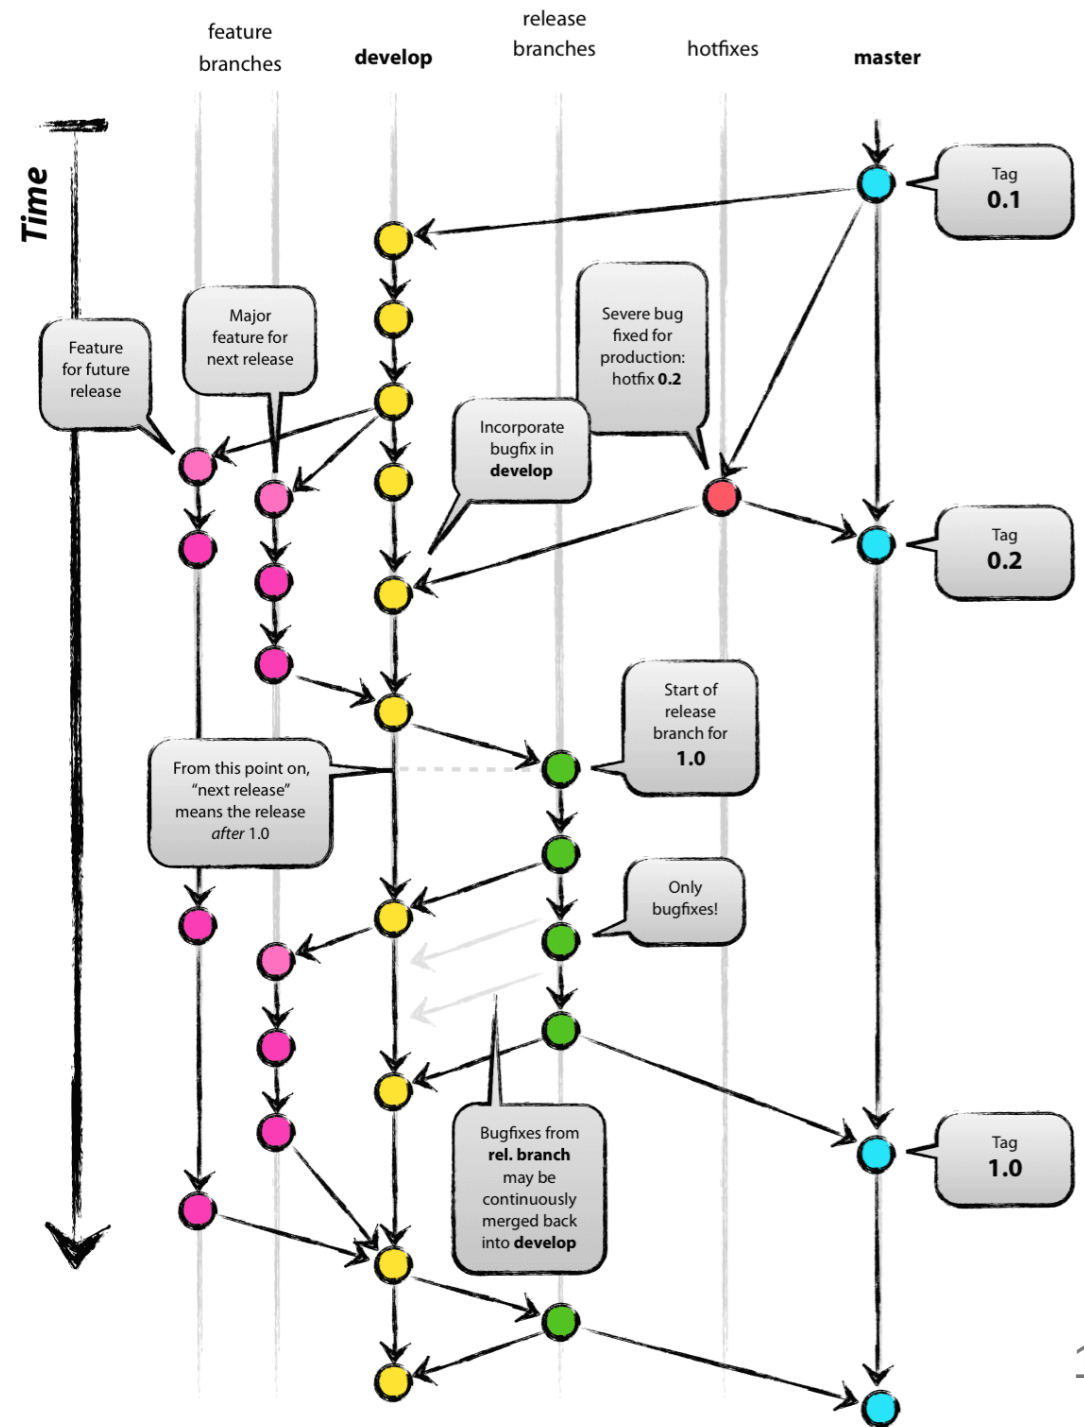 feature
branches
develop
release
branches
hotfixes
master
Time
Tag
0.1
Major
feature for
next release
Feature
for future
release
Severe bug
fixed for
production:
hotfix 0.2
Incorporate
bugfix in
develop
Tag
0.2
Start of
release
branch for
1.0
From this point on,
“next release”
means the release
after 1.0
Only
bugfixes!
Bugfixes from
rel. branch
may be
continuously
merged back
into develop
Tag
1.0